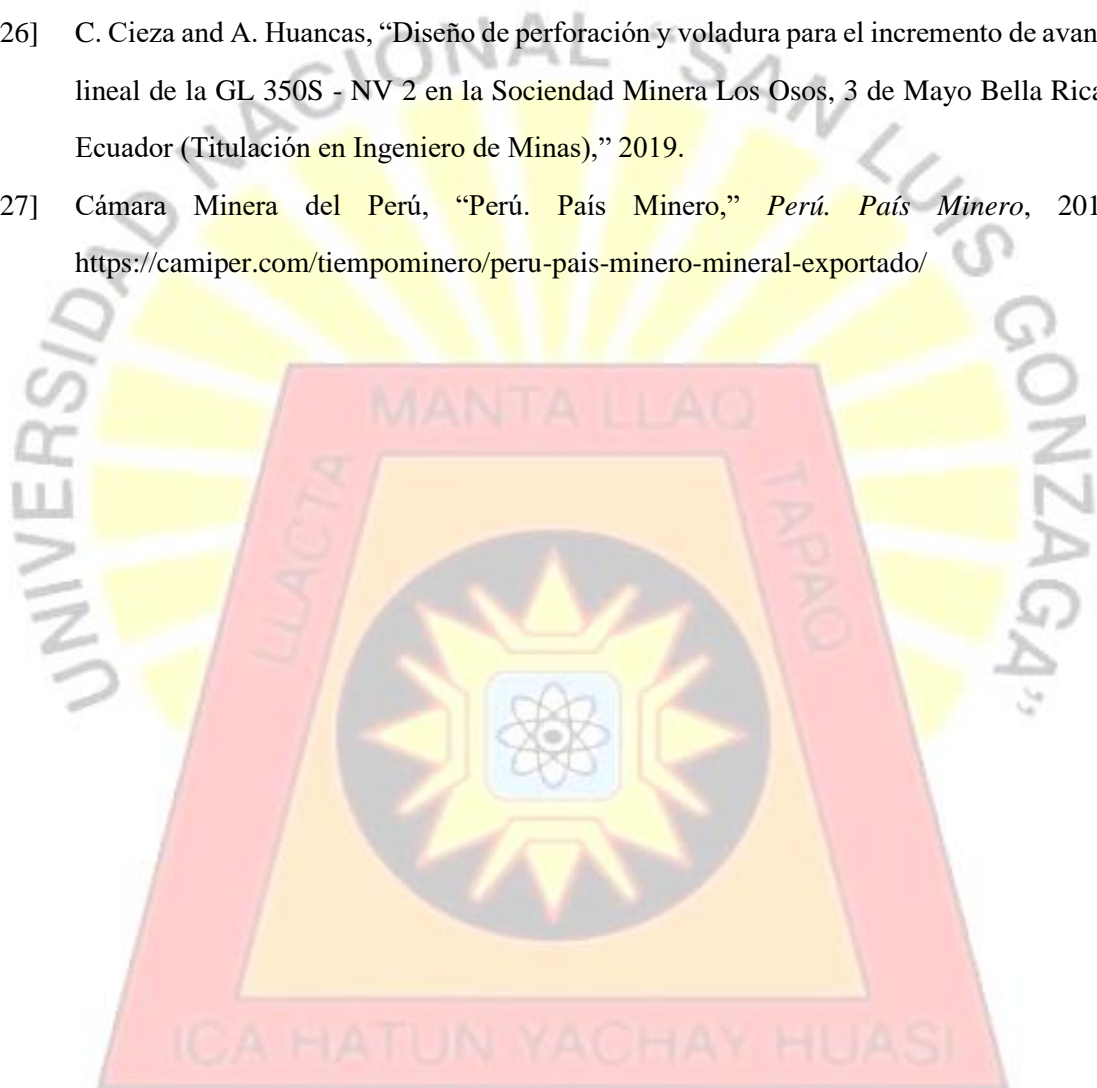 26] C. Cieza and A. Huancas, “Diseño de perforación y voladura para el incremento de avan
lineal de la GL 350S - NV 2 en la Sociendad Minera Los Osos, 3 de Mayo Bella Rica
Ecuador (Titulación en Ingeniero de Minas),” 2019.
27] Cámara Minera del Perú, “Perú. País Minero,” Perú. País Minero, 201
https://camiper.com/tiempominero/peru-pais-minero-mineral-exportado/
UNIVERSIDAD NACIONAL “SAN LUIS GONZAGA”
MANTA LLAQ
LLACTA
TAPAQ
ICA HATUN YACHAY HUASI